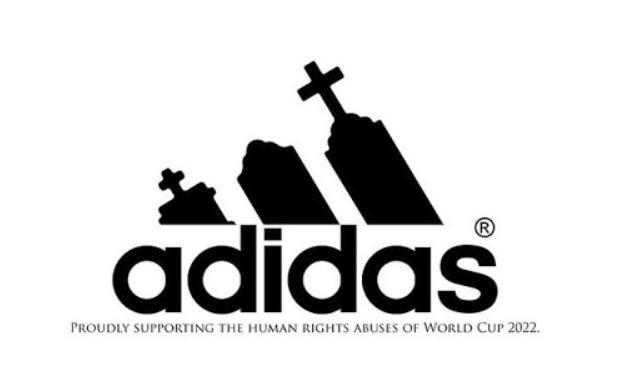 ®
adidas
PROUDLY SUPPORTING THE HUMAN RIGHTS ABUSES OF WORLD CUP 2022.